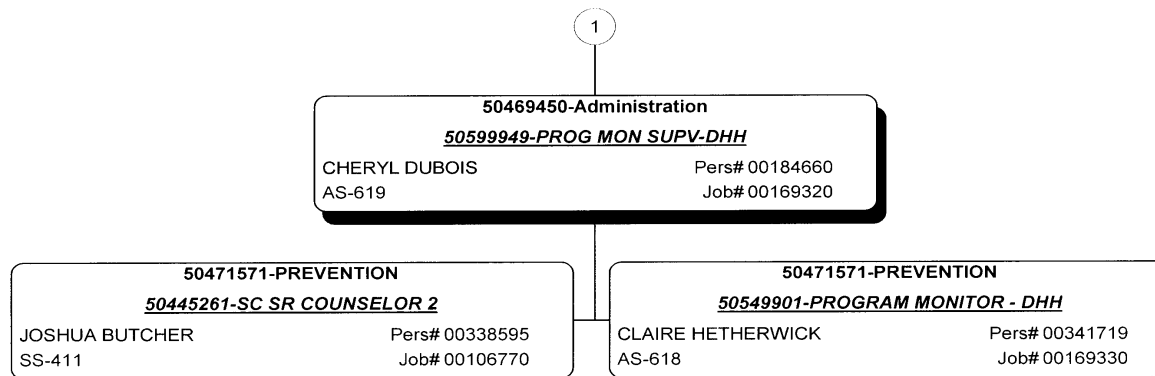 1
50469450-Administration
50599949-PROG MON SUPV-DHH
CHERYL DUBOIS Pers# 00184660
AS-619 Job# 00169320
50471571-PREVENTION
50445261-SC SR COUNSELOR 2
JOSHUA BUTCHER Pers# 00338595
SS-411 Job# 00106770
50471571-PREVENTION
50549901-PROGRAM MONITOR - DHH
CLAIRE HETHERWICK Pers# 00341719
AS-618 Job# 00169330